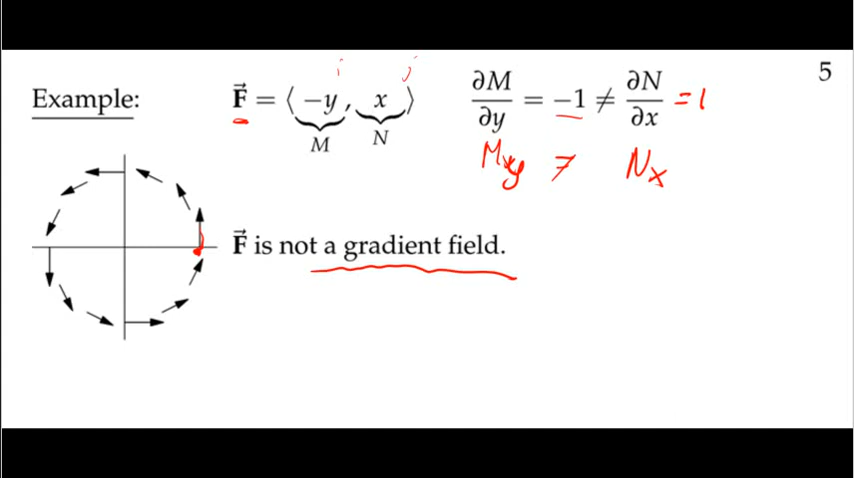 5
i j
Example: F⃗ = ⟨ −y , x ⟩ ∂M/∂y = −1 ≠ ∂N/∂x = 1
M N
My ≠ Nx
F⃗ is not a gradient field.